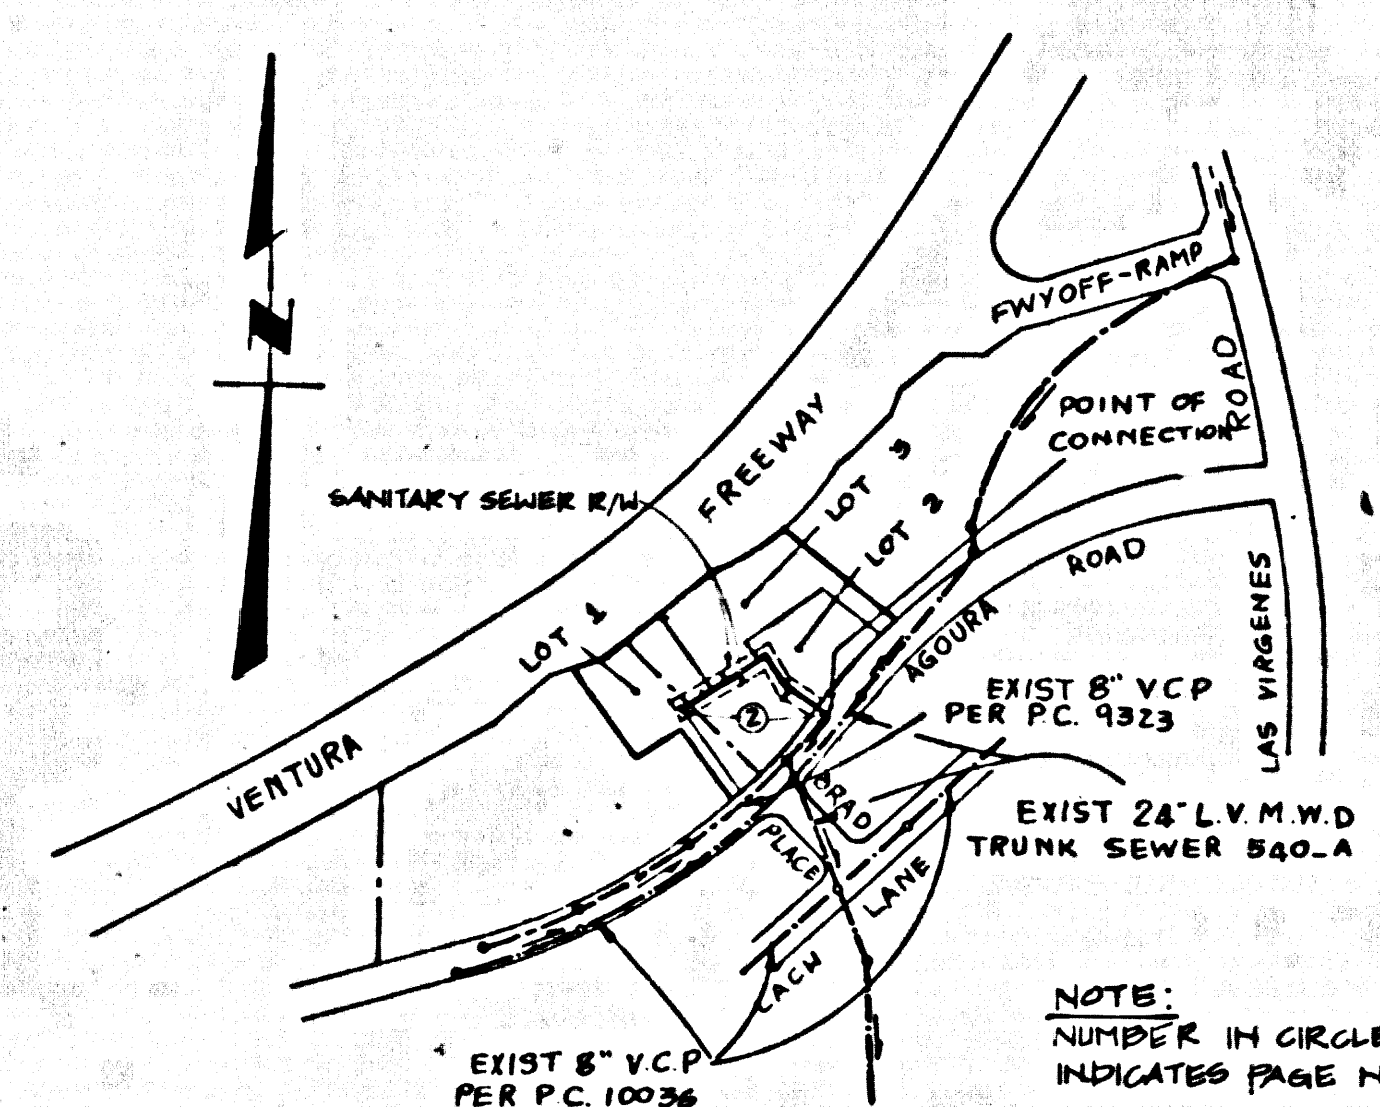 N
FWY OFF-RAMP
ROAD
POINT OF
CONNECTION
FREEWAY
LOT 3
SANITARY SEWER R/W
LOT 2
ROAD
LOT 1
AGOURA
LAS VIRGENES
EXIST 8" V.C.P
PER P.C. 9323
2
VENTURA
EXIST 24" L.V.M.W.D
TRUNK SEWER 540-A
BRAD
PLACE
LANE
NOTE:
NUMBER IN CIRCLE
INDICATES PAGE
EXIST 8" V.C.P
PER P.C. 10036